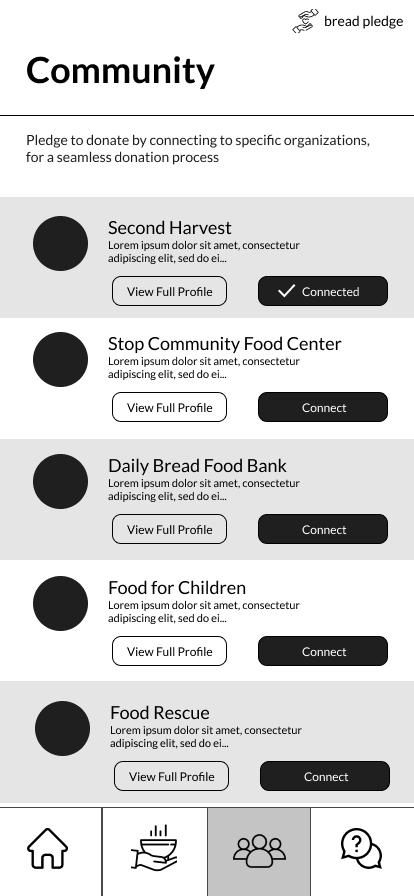 bread pledge
Community
Pledge to donate by connecting to specific organizations,
for a seamless donation process
Second Harvest
Lorem ipsum dolor sit amet, consectetur
adipiscing elit, sed do ei...
View Full Profile
Connected
Stop Community Food Center
Lorem ipsum dolor sit amet, consectetur
adipiscing elit, sed do ei...
View Full Profile
Connect
Daily Bread Food Bank
Lorem ipsum dolor sit amet, consectetur
adipiscing elit, sed do ei...
View Full Profile
Connect
Food for Children
Lorem ipsum dolor sit amet, consectetur
adipiscing elit, sed do ei...
View Full Profile
Connect
Food Rescue
Lorem ipsum dolor sit amet, consectetur
adipiscing elit, sed do ei...
View Full Profile
Connect
?